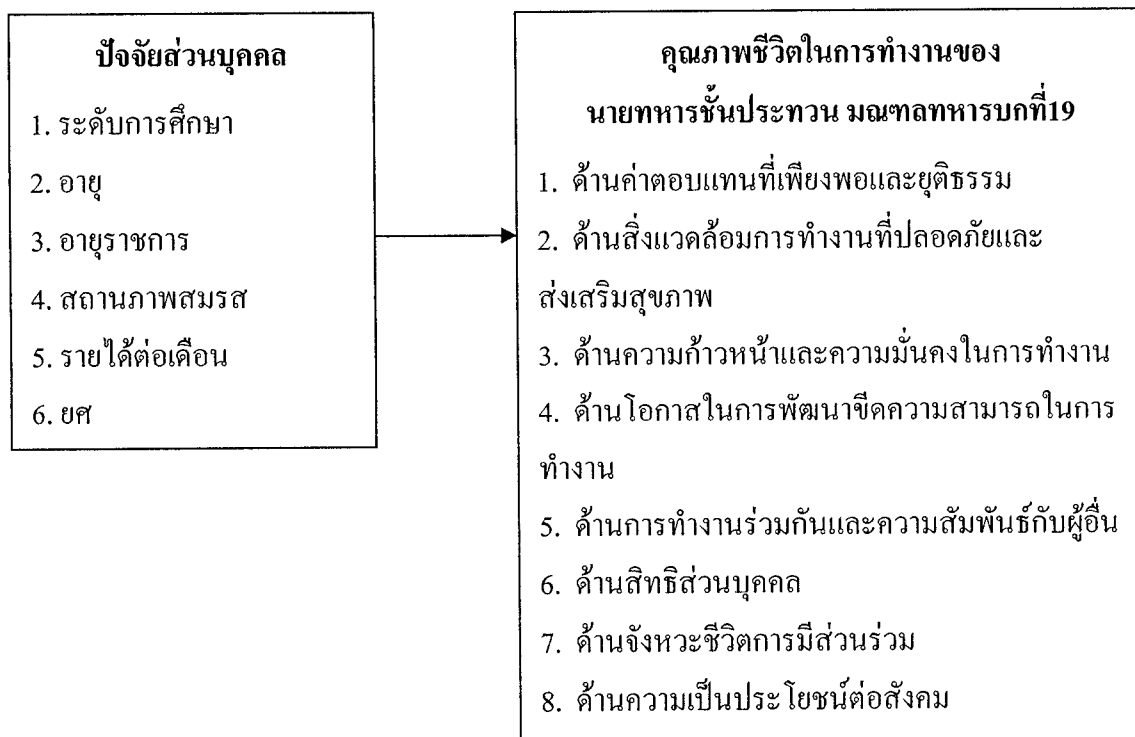 ปัจจัยส่วนบุคคล
1. ระดับการศึกษา
2. อายุ
3. อายุราชการ
4. สถานภาพสมรส
5. รายได้ต่อเดือน
6. ยศ
คุณภาพชีวิตในการทำงานของ
นายทหารชั้นประทวน มณฑลทหารบกที่19
1. ด้านค่าตอบแทนที่เพียงพอและยุติธรรม
2. ด้านสิ่งแวดล้อมการทำงานที่ปลอดภัยและ
ส่งเสริมสุขภาพ
3. ด้านความก้าวหน้าและความมั่นคงในการทำงาน
4. ด้านโอกาสในการพัฒนาขีดความสามารถในการ
ทำงาน
5. ด้านการทำงานร่วมกันและความสัมพันธ์กับผู้อื่น
6. ด้านสิทธิส่วนบุคคล
7. ด้านจังหวะชีวิตการมีส่วนร่วม
8. ด้านความเป็นประโยชน์ต่อสังคม